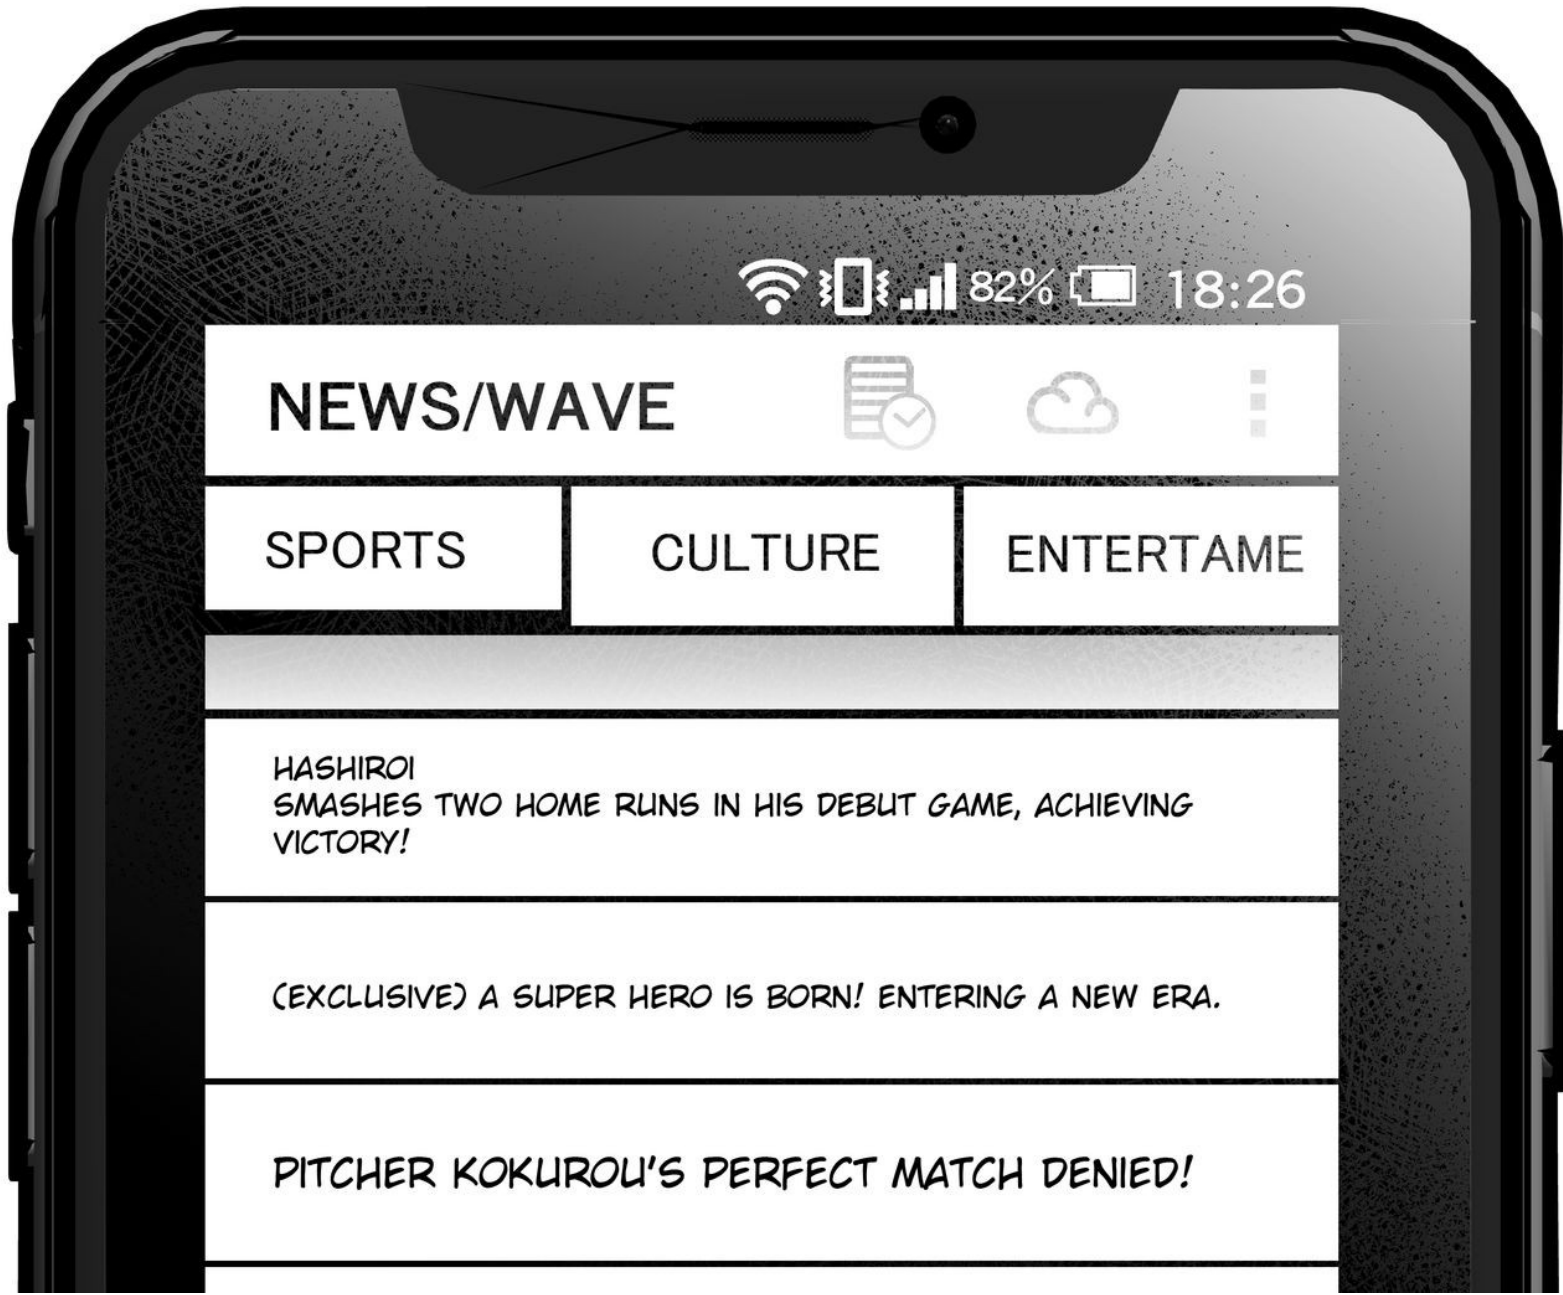 82% 18:26
NEWS/WAVE
SPORTS CULTURE ENTERTAME
HASHIROI
SMASHES TWO HOME RUNS IN HIS DEBUT GAME, ACHIEVING
VICTORY!
(EXCLUSIVE) A SUPER HERO IS BORN! ENTERING A NEW ERA.
PITCHER KOKUROU'S PERFECT MATCH DENIED!